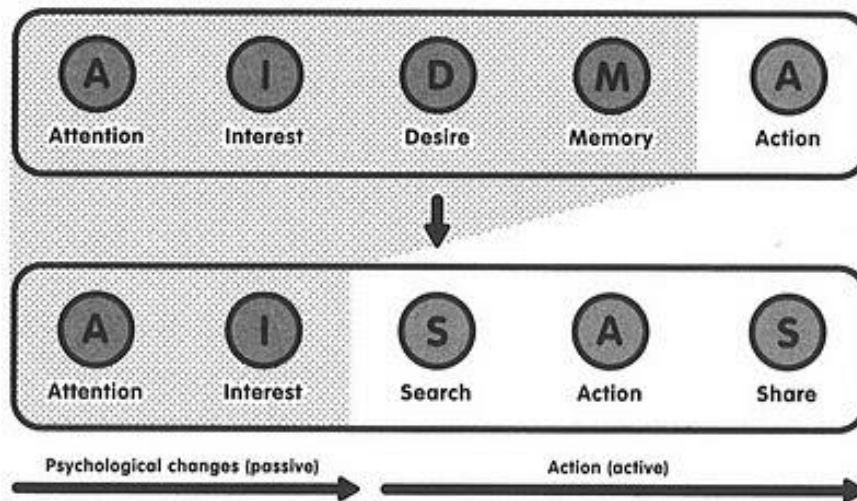 A I D M A
Attention Interest Desire Memory Action
A I S A S
Attention Interest Search Action Share
Psychological changes (passive) Action (active)